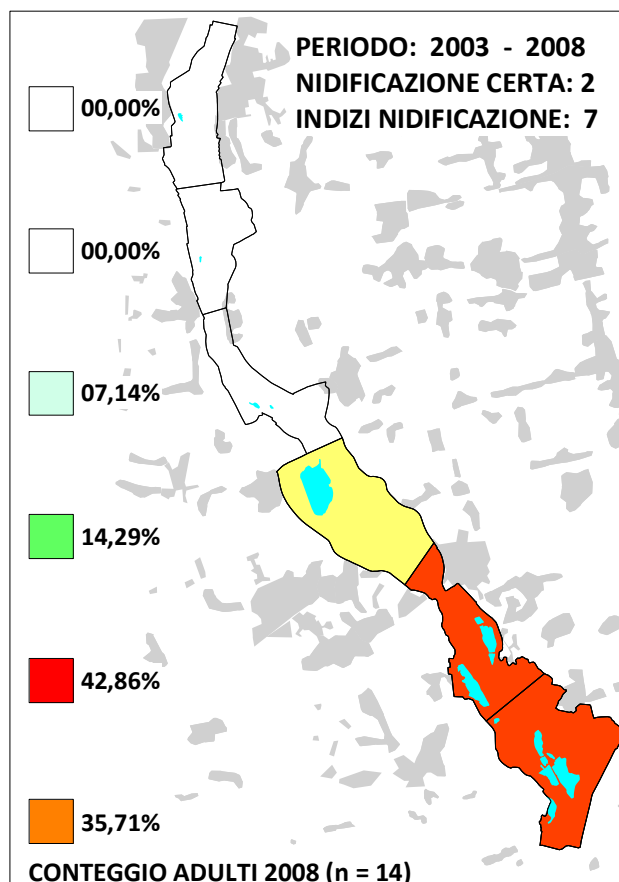 PERIODO: 2003 - 2008
NIDIFICAZIONE CERTA: 2
INDIZI NIDIFICAZIONE: 7
00,00%
00,00%
07,14%
14,29%
42,86%
35,71%
CONTEGGIO ADULTI 2008 (n = 14)